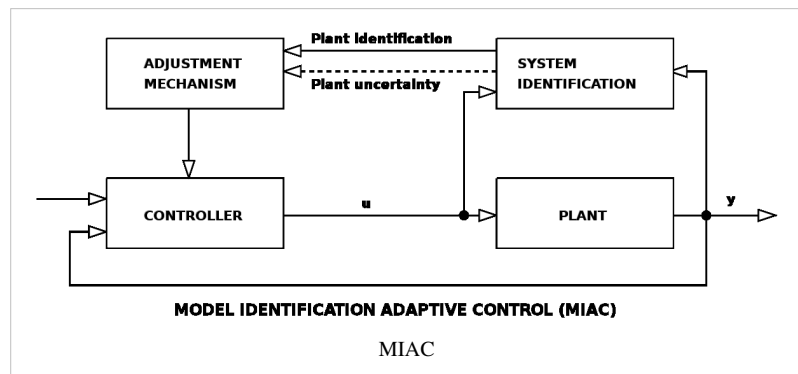 Plant identification
ADJUSTMENT
MECHANISM
SYSTEM
IDENTIFICATION
Plant uncertainty
CONTROLLER
u
PLANT
y
MODEL IDENTIFICATION ADAPTIVE CONTROL (MIAC)
MIAC